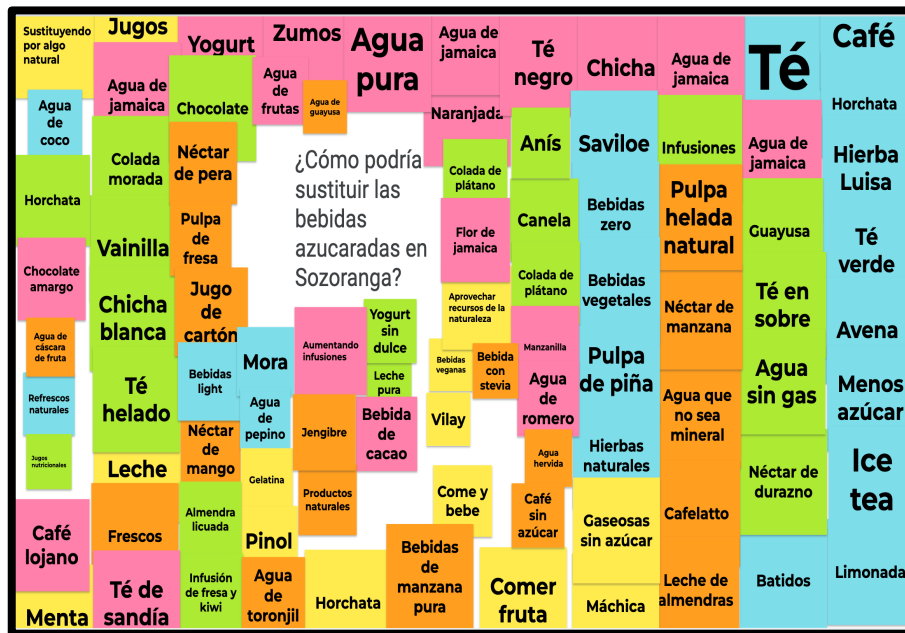 Sustituyendo
por algo
natural
Jugos
Yogurt
Zumos
Agua
pura
Agua de
jamaica
Té
negro
Chicha
Agua de
jamaica
Té
Café
Agua de
coco
Agua de
jamaica
Chocolate
Agua
de
frutas
Agua de
guayusa
Naranjada
Anís
Saviloe
Infusiones
Agua de
jamaica
Horchata
Hierba
Luisa
Horchata
Colada
morada
Néctar
de pera
¿Cómo podría
sustituir las
bebidas
azucaradas en
Sozoranga?
Colada de
plátano
Canela
Bebidas
zero
Pulpa
helada
natural
Guayusa
Té
verde
Chocolate
amargo
Vainilla
Pulpa
de
fresa
Flor de
jamaica
Colada de
plátano
Bebidas
vegetales
Néctar de
manzana
Té en
sobre
Avena
Agua de
cáscara
de fruta
Chicha
blanca
Jugo
de
cartón
Aumentando
infusiones
Yogurt
sin
dulce
Aprovechar
recursos de la
naturaleza
Manzanilla
Pulpa
de piña
Agua
sin gas
Menos
azúcar
Refrescos
naturales
Té
helado
Bebidas
light
Mora
Leche
pura
Bebidas
veganas
Bebida
con
stevia
Agua
de
romero
Agua que
no sea
mineral
Ice
tea
Jugos
nutricionales
Leche
Néctar
de
mango
Agua
de
pepino
Jengibre
Bebida
de
cacao
Vilay
Agua
hervida
Hierbas
naturales
Néctar de
durazno
Café
lojano
Frescos
Almendra
licuada
Gelatina
Pinol
Productos
naturales
Come y
bebe
Café
sin
azúcar
Gaseosas
sin azúcar
Cafelatto
Batidos
Limonada
Menta
Té de
sandía
Infusión
de fresa y
kiwi
Agua
de
toronjil
Horchata
Bebidas
de
manzana
pura
Comer
fruta
Máchica
Leche de
almendras